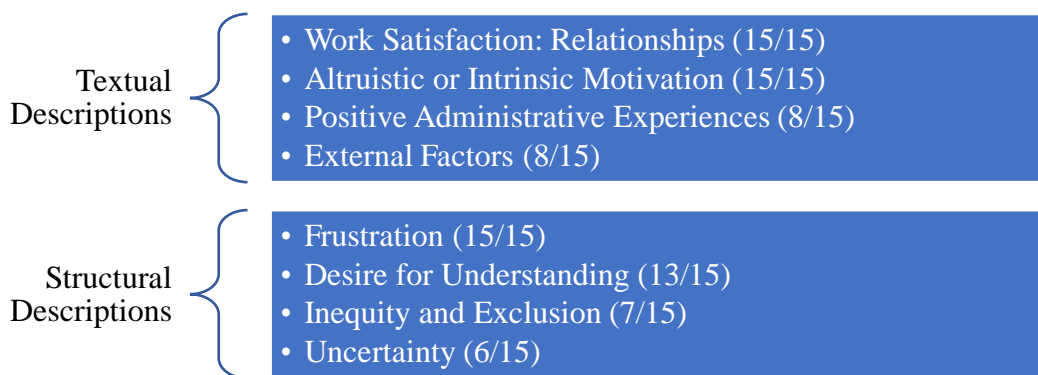 Textual
Descriptions
• Work Satisfaction: Relationships (15/15)
• Altruistic or Intrinsic Motivation (15/15)
• Positive Administrative Experiences (8/15)
• External Factors (8/15)
Structural
Descriptions
• Frustration (15/15)
• Desire for Understanding (13/15)
• Inequity and Exclusion (7/15)
• Uncertainty (6/15)